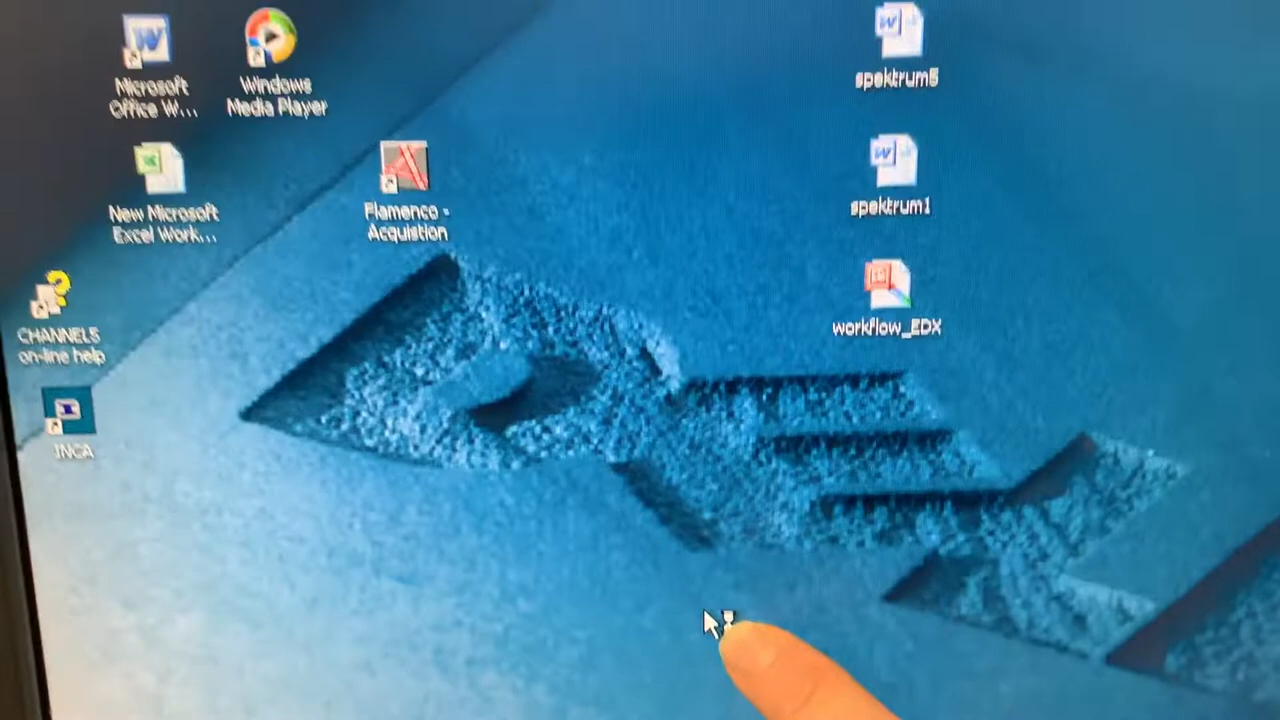 Microsoft
Office W...
Windows
Media Player
spektrum5
spektrum1
New Microsoft
Excel Work...
Flamenco -
Acquistion
CHANNEL5
on-line help
workflow_EDX
INCA